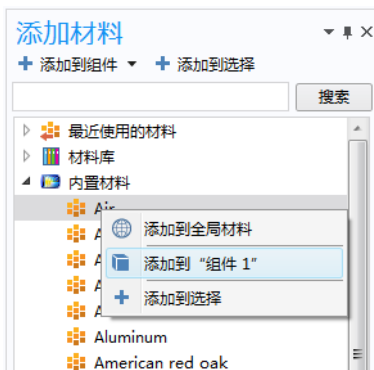 添加材料
添加到组件 添加到选择
搜索
最近使用的材料
材料库
内置材料
Air
添加到全局材料
添加到“组件 1”
添加到选择
Aluminum
American red oak